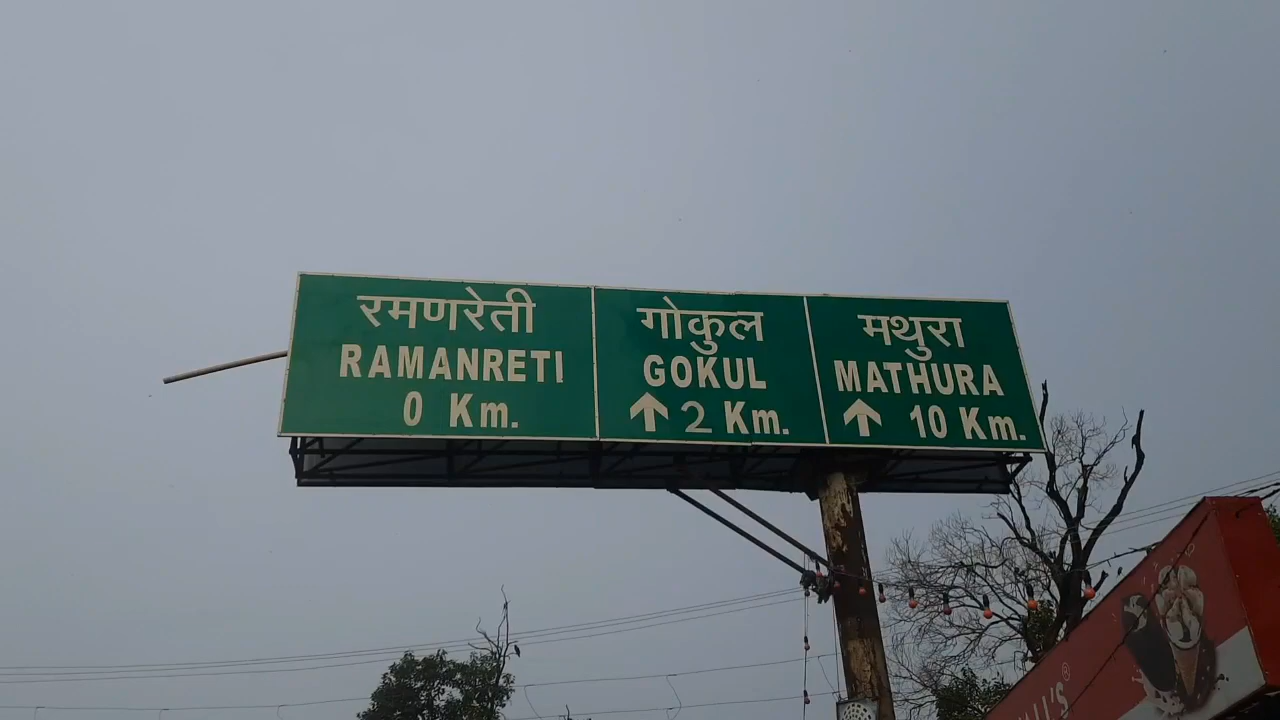 रमणरेती
RAMANRETI
0 Km.
गोकुल
GOKUL
↑ 2 Km.
मथुरा
MATHURA
↑ 10 Km.